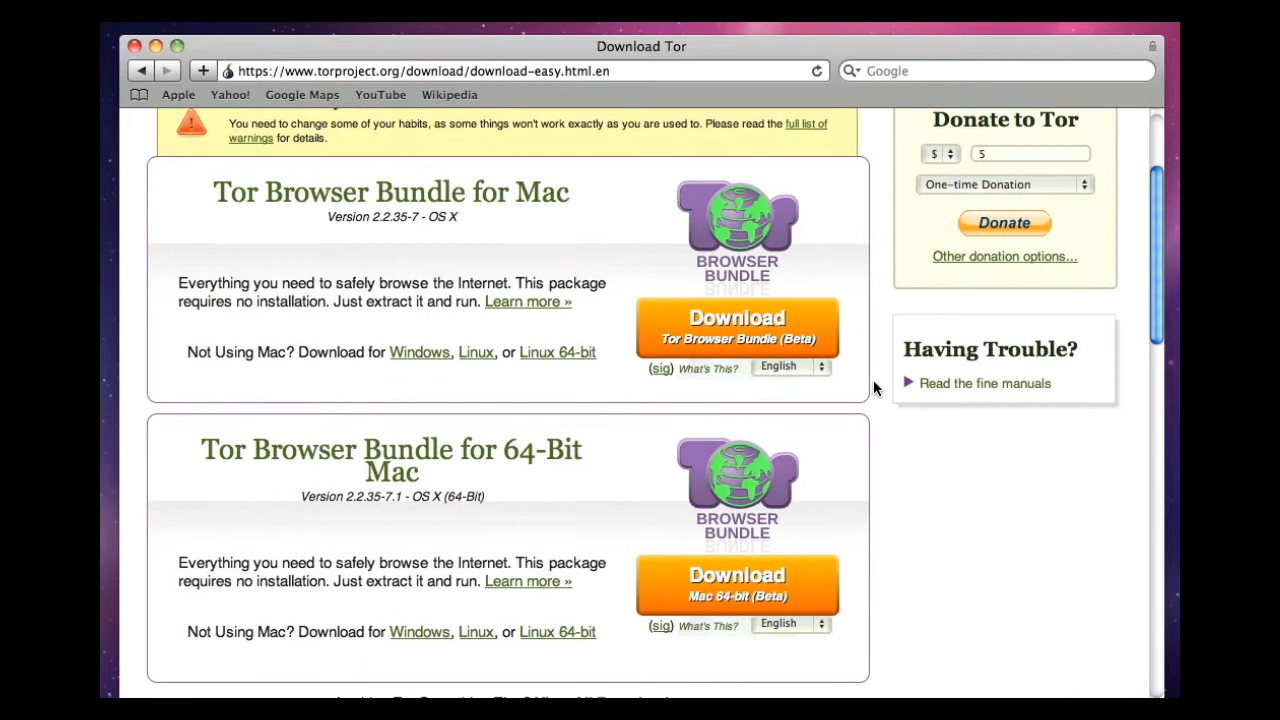 Download Tor
https://www.torproject.org/download/download-easy.html.en
Google
Apple Yahoo! Google Maps YouTube Wikipedia
You need to change some of your habits, as some things won't work exactly as you are used to. Please read the full list of
warnings for details.
Tor Browser Bundle for Mac
Version 2.2.35-7 - OS X
Everything you need to safely browse the Internet. This package
requires no installation. Just extract it and run. Learn more »
Not Using Mac? Download for Windows, Linux, or Linux 64-bit
Tor
BROWSER
BUNDLE
Download
Tor Browser Bundle (Beta)
(sig) What's This? English
Tor Browser Bundle for 64-Bit
Mac
Version 2.2.35-7.1 - OS X (64-Bit)
Everything you need to safely browse the Internet. This package
requires no installation. Just extract it and run. Learn more »
Not Using Mac? Download for Windows, Linux, or Linux 64-bit
Tor
BROWSER
BUNDLE
Download
Mac 64-bit (Beta)
(sig) What's This? English
Donate to Tor
$ 5
One-time Donation
Donate
Other donation options...
Having Trouble?
Read the fine manuals